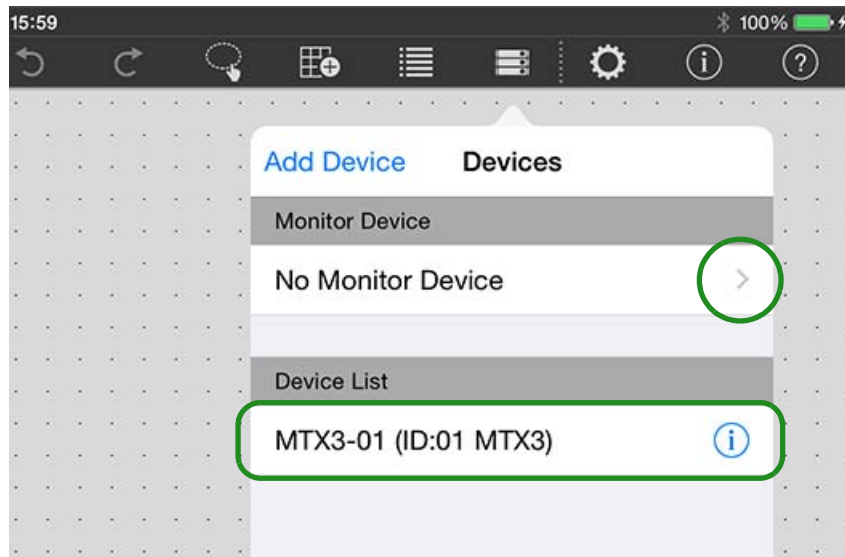 15:59
100%
Add Device Devices
Monitor Device
No Monitor Device
Device List
MTX3-01 (ID:01 MTX3)